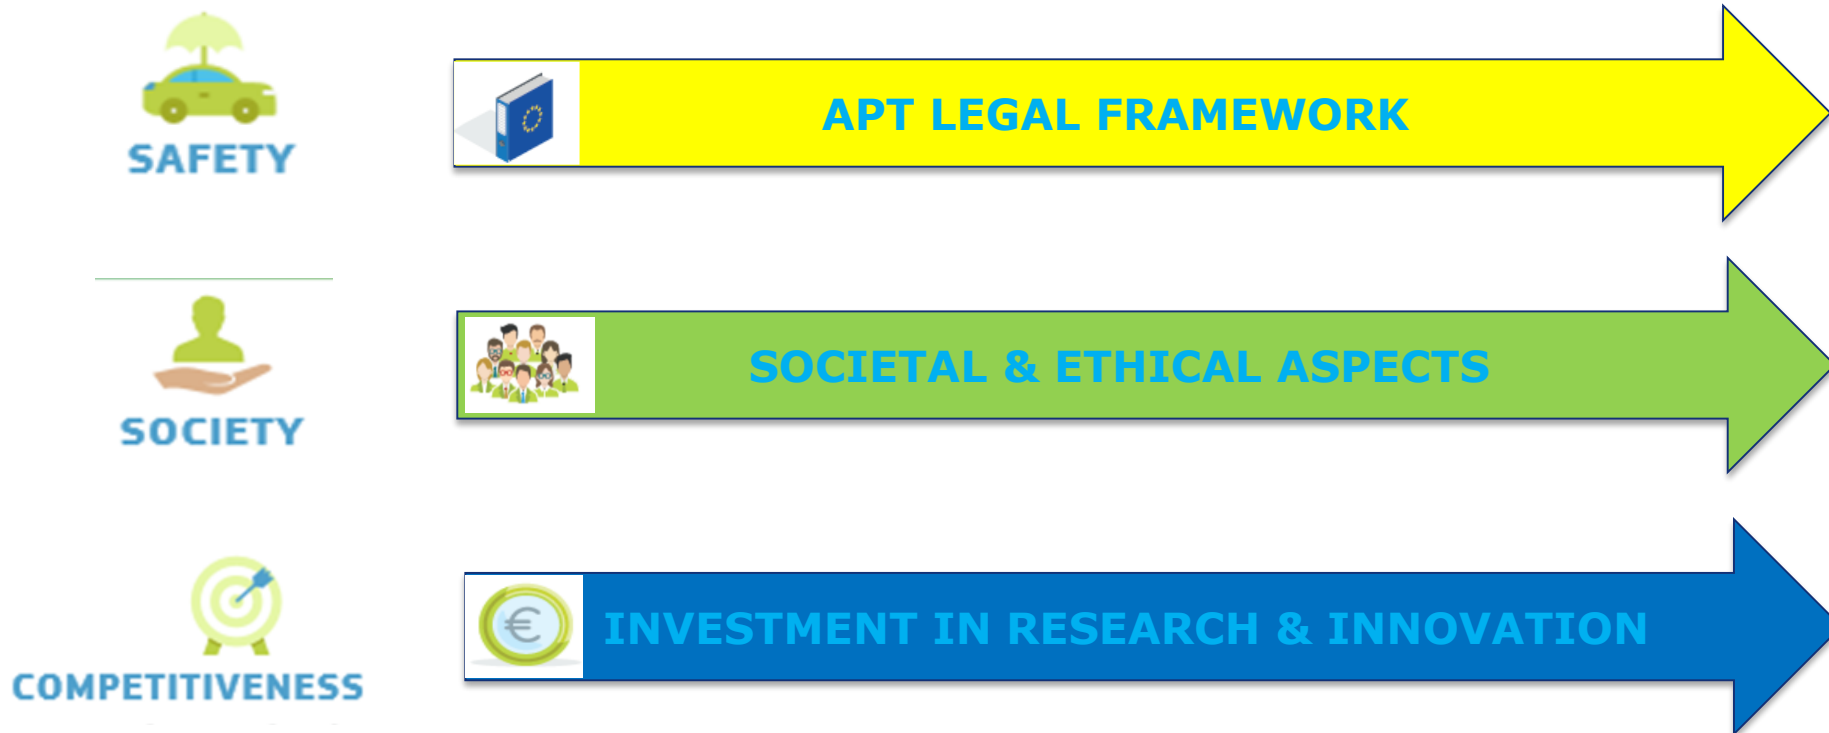 SAFETY
APT LEGAL FRAMEWORK
SOCIETY
SOCIETAL & ETHICAL ASPECTS
COMPETITIVENESS
INVESTMENT IN RESEARCH & INNOVATION